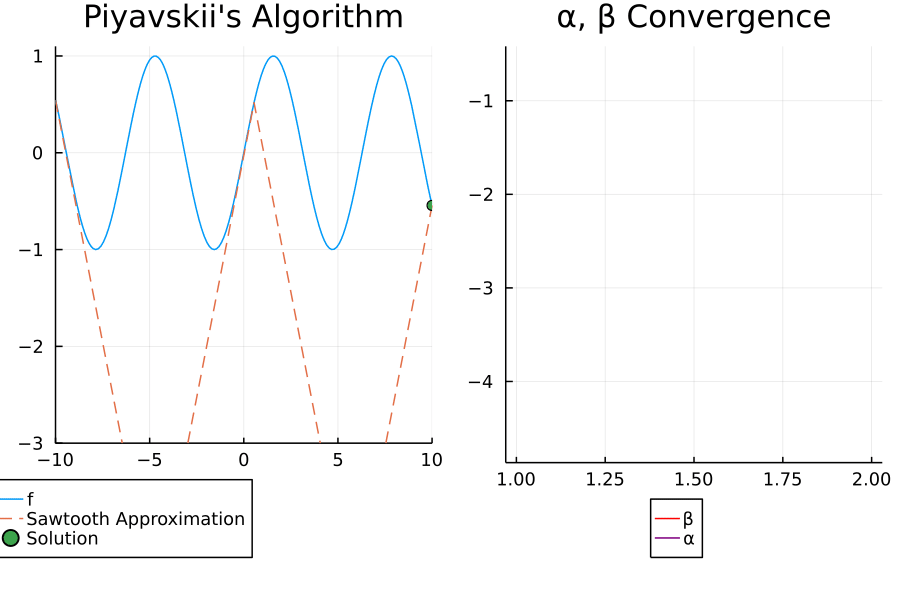 Piyavskii's Algorithm
1
0
−1
−2
−3
−10
−5
0
5
10
f
Sawtooth Approximation
Solution
α, β Convergence
−1
−2
−3
−4
1.00
1.25
1.50
1.75
2.00
β
α